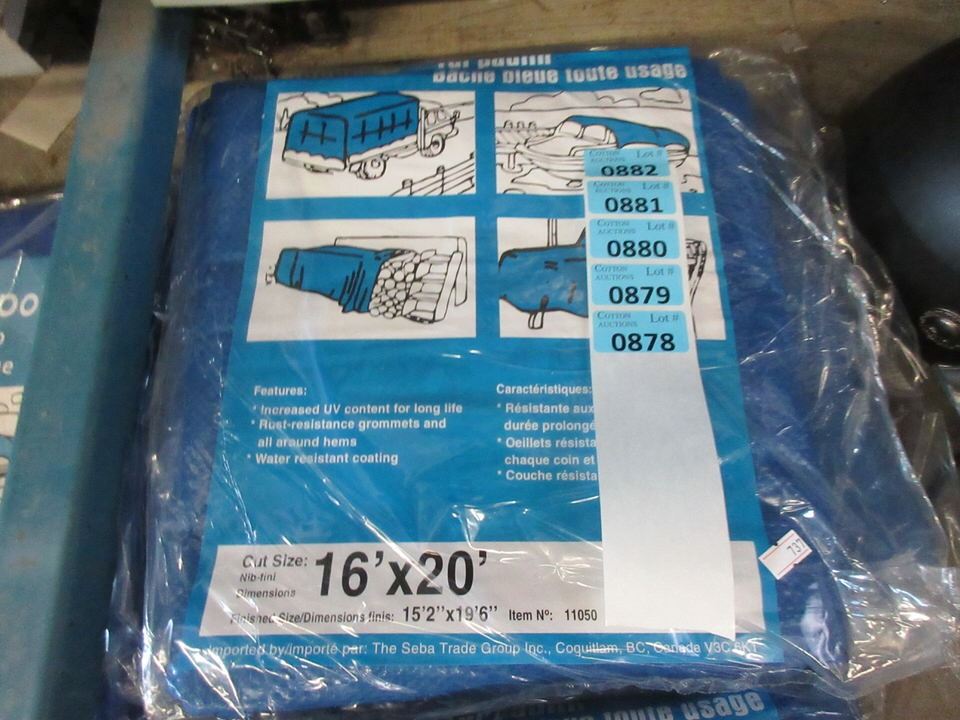 bâche bleue toute usage
COTTON AUCTIONS Lot #
0882
COTTON AUCTIONS Lot #
0881
COTTON AUCTIONS Lot #
0880
COTTON AUCTIONS Lot #
0879
COTTON AUCTIONS Lot #
0878
Features:
* Increased UV content for long life
* Rust-resistance grommets and
all around hems
* Water resistant coating
Caractéristiques:
* Résistante aux
durée prolongé
* Oeillets résista
chaque coin et
* Couche résista
Cut Size: 16'x20'
Nib-fini
Dimensions
Finished Size/Dimensions finis: 15'2"x19'6" Item Nº: 11050
737
Imported by/importé par: The Seba Trade Group Inc., Coquitlam, BC, Canada V3C
toute usage